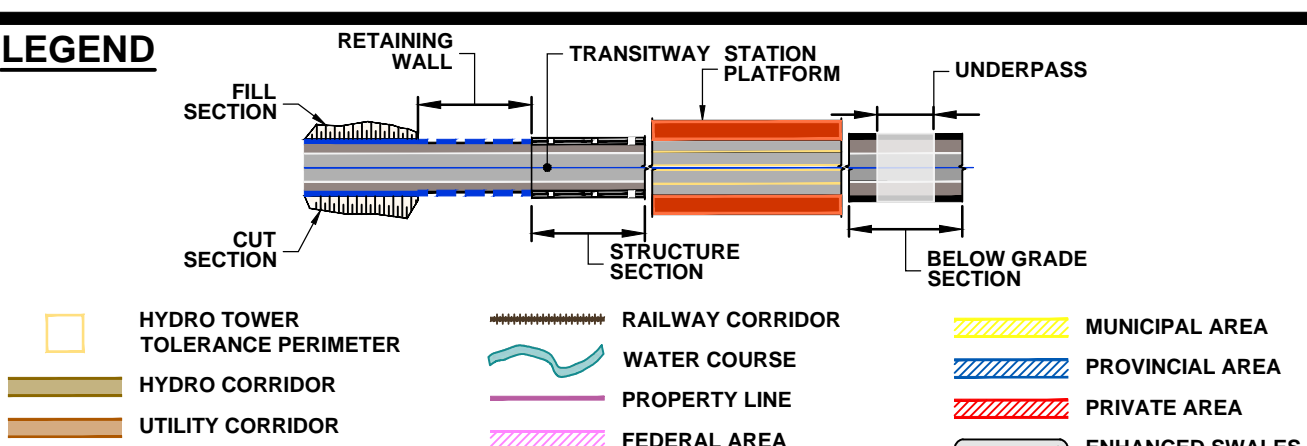 LEGEND
RETAINING
WALL
TRANSITWAY
STATION
PLATFORM
UNDERPASS
FILL
SECTION
CUT
SECTION
STRUCTURE
SECTION
BELOW GRADE
SECTION
HYDRO TOWER
TOLERANCE PERIMETER
HYDRO CORRIDOR
UTILITY CORRIDOR
RAILWAY CORRIDOR
WATER COURSE
PROPERTY LINE
FEDERAL AREA
MUNICIPAL AREA
PROVINCIAL AREA
PRIVATE AREA
ENHANCED SWALES